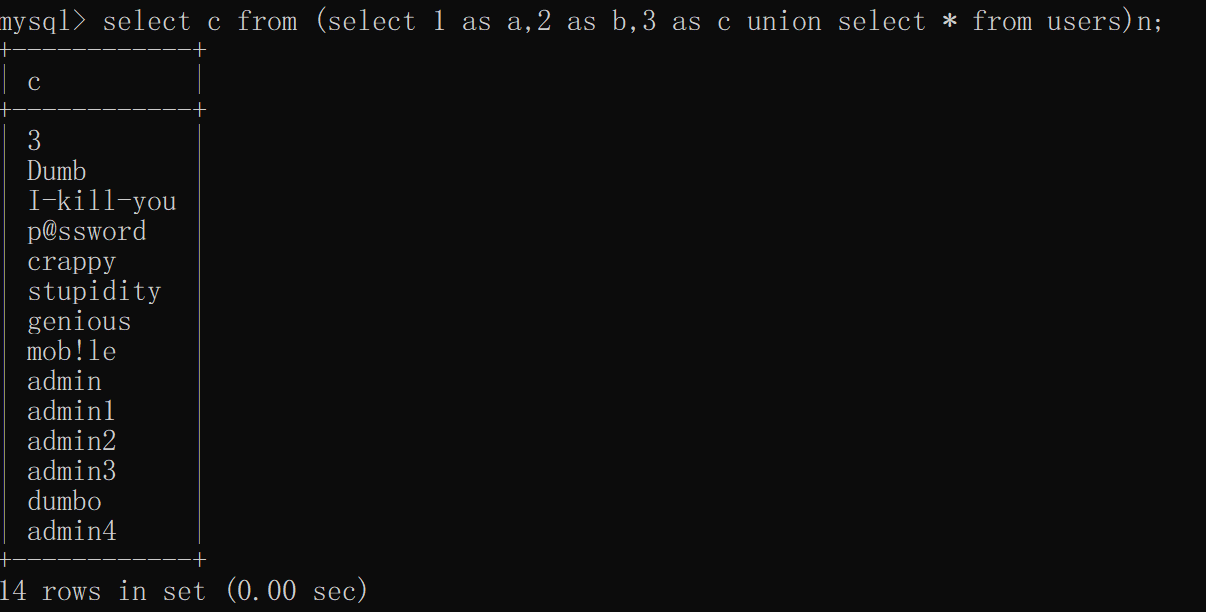 mysql> select c from (select 1 as a,2 as b,3 as c union select * from users)n;
+------------+
| c          |
+------------+
| 3          |
| Dumb       |
| I-kill-you |
| p@ssword   |
| crappy     |
| stupidity  |
| genious    |
| mob!le     |
| admin      |
| admin1     |
| admin2     |
| admin3     |
| dumbo      |
| admin4     |
+------------+
14 rows in set (0.00 sec)